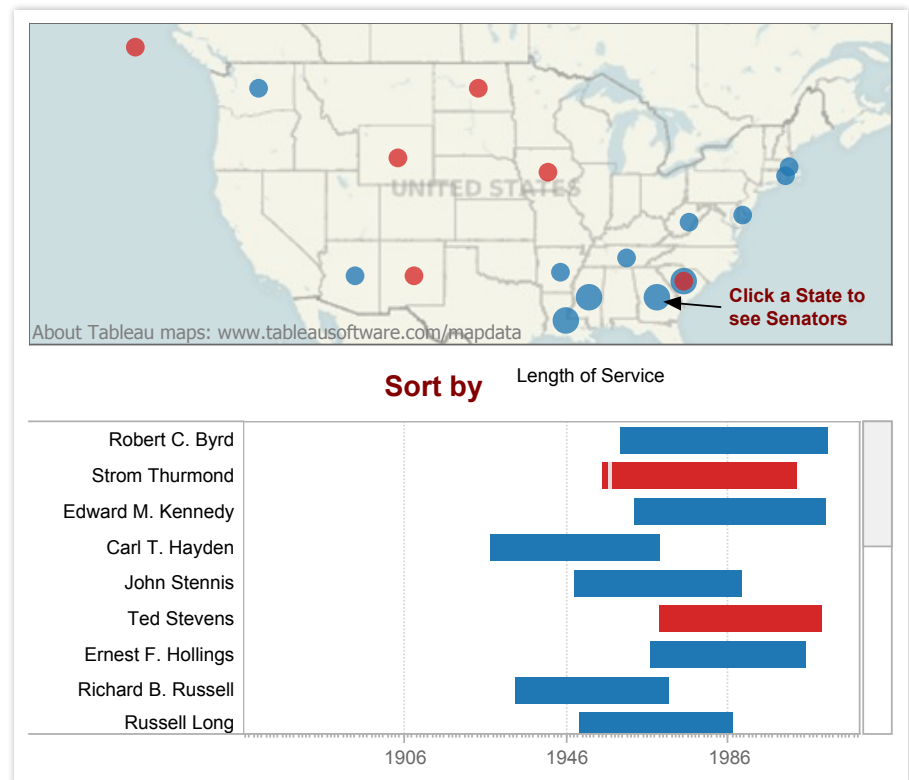 UNITED STATES
Click a State to
see Senators
About Tableau maps: www.tableausoftware.com/mapdata
Sort by Length of Service
Robert C. Byrd
Strom Thurmond
Edward M. Kennedy
Carl T. Hayden
John Stennis
Ted Stevens
Ernest F. Hollings
Richard B. Russell
Russell Long
1906 1946 1986